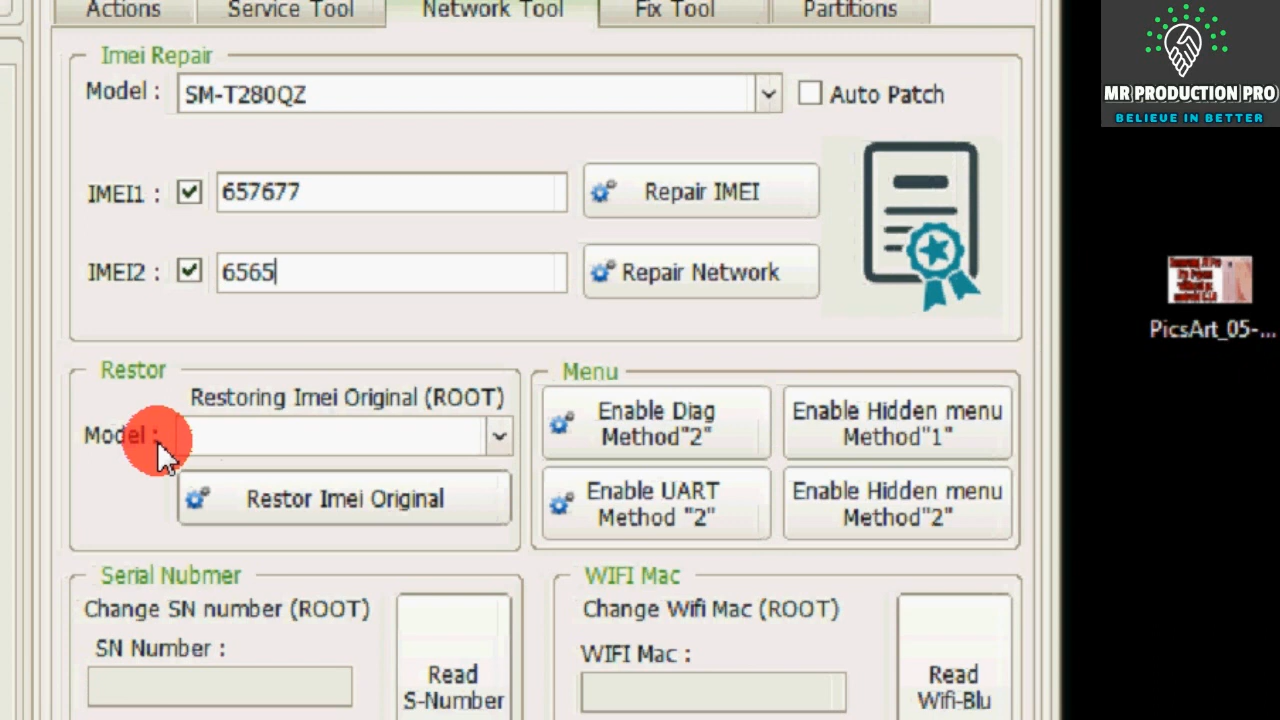 Actions Service Tool Network Tool Fix Tool Partitions
Imei Repair
Model : SM-T280QZ Auto Patch
IMEI1 : 657677 Repair IMEI
IMEI2 : 6565 Repair Network
Restor
Restoring Imei Original (ROOT)
Model :
Restor Imei Original
Menu
Enable Diag
Method"2"
Enable Hidden menu
Method"1"
Enable UART
Method "2"
Enable Hidden menu
Method"2"
Serial Nubmer
Change SN number (ROOT)
SN Number :
Read
S-Number
WIFI Mac
Change Wifi Mac (ROOT)
WIFI Mac :
Read
Wifi-Blu
MR PRODUCTION PRO
BELIEVE IN BETTER
PicsArt_05-...